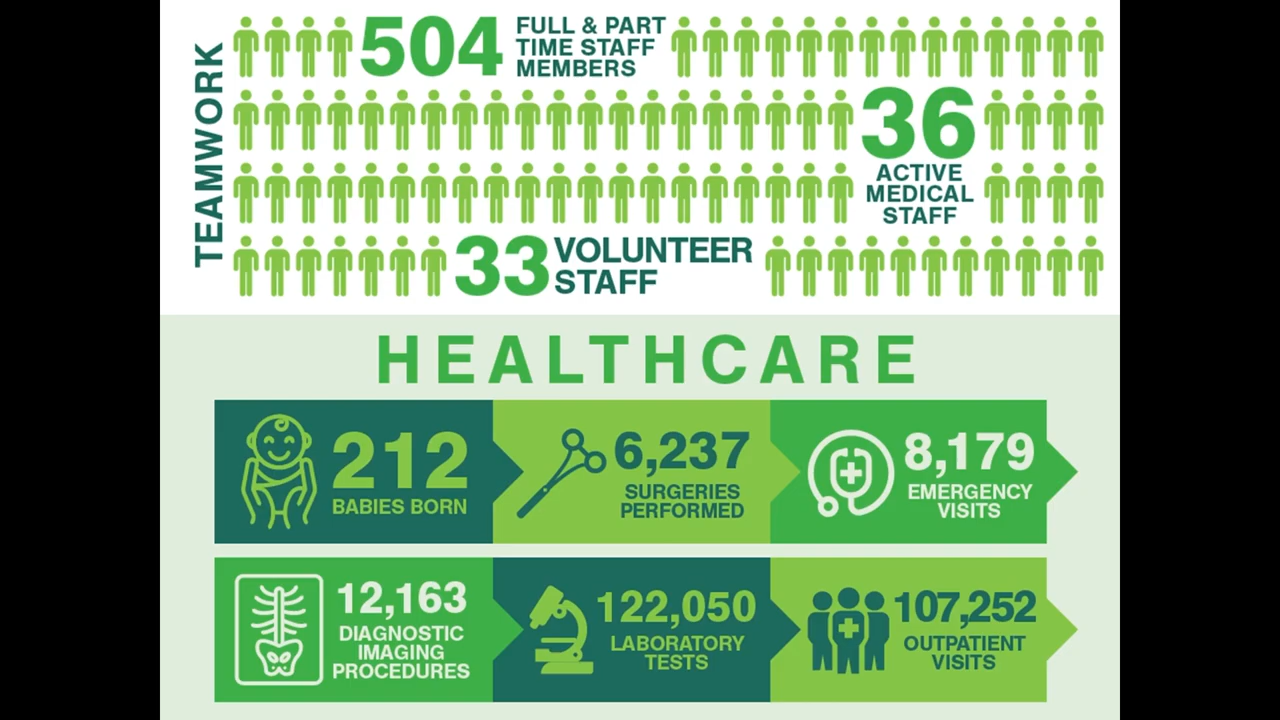 TEAMWORK
504
FULL & PART
TIME STAFF
MEMBERS
36
ACTIVE
MEDICAL
STAFF
33
VOLUNTEER
STAFF
HEALTHCARE
212
BABIES BORN
6,237
SURGERIES
PERFORMED
8,179
EMERGENCY
VISITS
12,163
DIAGNOSTIC
IMAGING
PROCEDURES
122,050
LABORATORY
TESTS
107,252
OUTPATIENT
VISITS